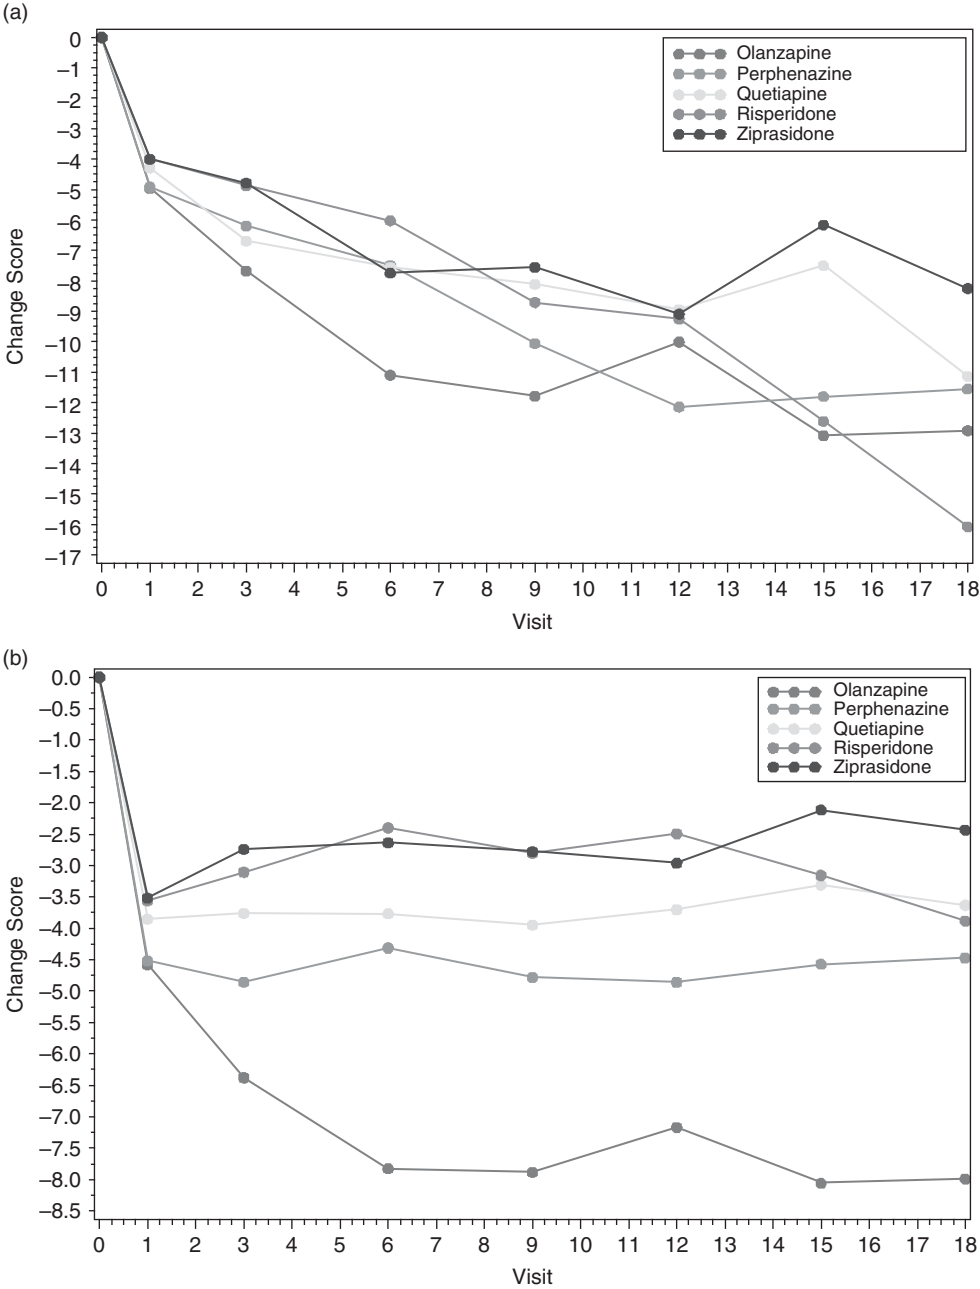 (a)
Olanzapine
Perphenazine
Quetiapine
Risperidone
Ziprasidone
0
–1
–2
–3
–4
–5
–6
–7
–8
–9
–10
–11
–12
–13
–14
–15
–16
–17
Change Score
0 1 2 3 4 5 6 7 8 9 10 11 12 13 14 15 16 17 18
Visit
(b)
Olanzapine
Perphenazine
Quetiapine
Risperidone
Ziprasidone
0.0
–0.5
–1.0
–1.5
–2.0
–2.5
–3.0
–3.5
–4.0
–4.5
–5.0
–5.5
–6.0
–6.5
–7.0
–7.5
–8.0
–8.5
Change Score
0 1 2 3 4 5 6 7 8 9 10 11 12 13 14 15 16 17 18
Visit